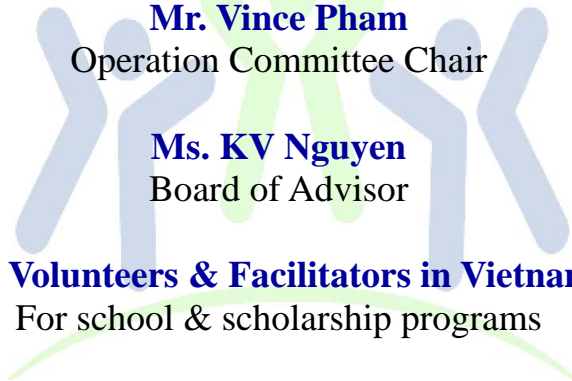 Mr. Vince Pham
Operation Committee Chair
Ms. KV Nguyen
Board of Advisor
Volunteers & Facilitators in Vietnam
For school & scholarship programs